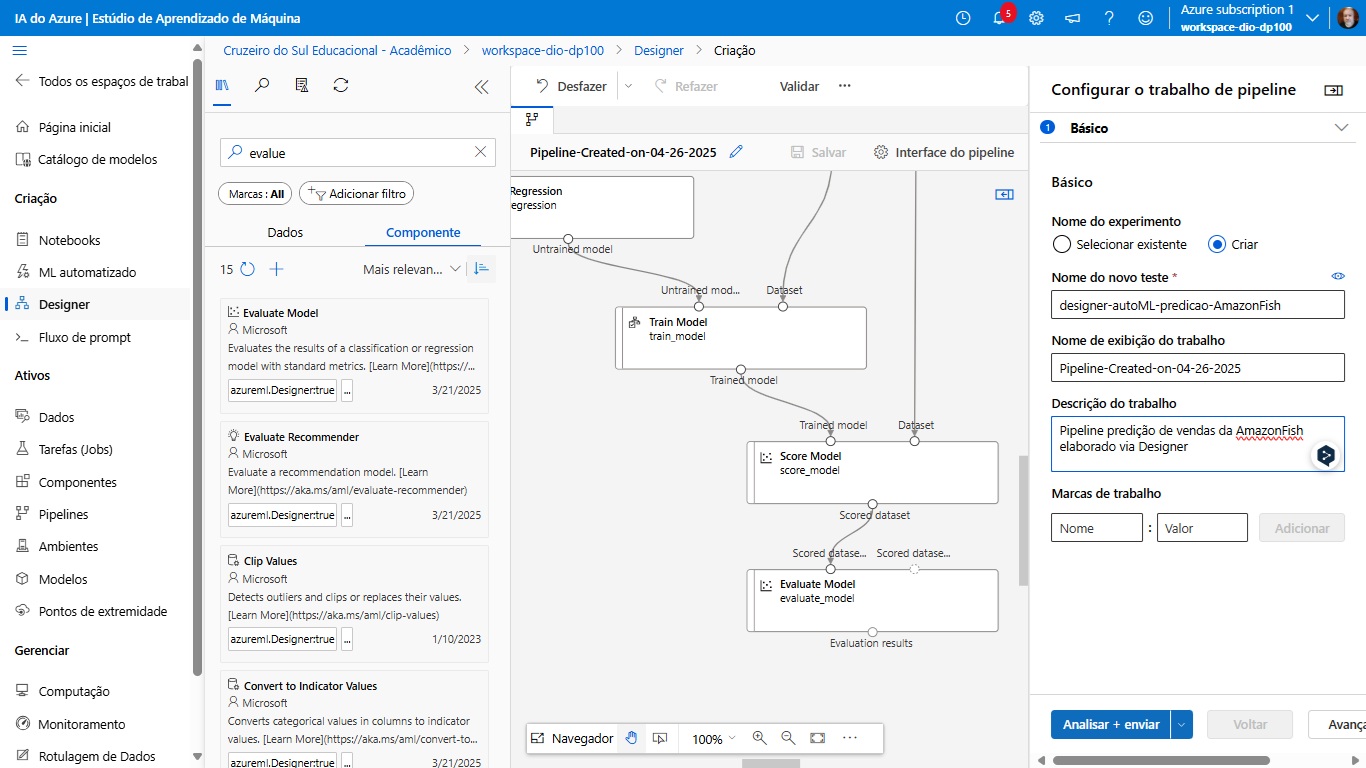 IA do Azure | Estúdio de Aprendizado de Máquina
5
Azure subscription 1
workspace-dio-dp100
Cruzeiro do Sul Educacional - Acadêmico > workspace-dio-dp100 > Designer > Criação
Todos os espaços de trabal
Página inicial
Catálogo de modelos
Criação
Notebooks
ML automatizado
Designer
Fluxo de prompt
Ativos
Dados
Tarefas (Jobs)
Componentes
Pipelines
Ambientes
Modelos
Pontos de extremidade
Gerenciar
Computação
Monitoramento
Rotulagem de Dados
evalue
Marcas : All
Adicionar filtro
Dados
Componente
15
Mais relevan...
Evaluate Model
Microsoft
Evaluates the results of a classification or regression
model with standard metrics. [Learn More](https://...
azureml.Designer:true
...
3/21/2025
Evaluate Recommender
Microsoft
Evaluate a recommendation model. [Learn
More](https://aka.ms/aml/evaluate-recommender)
azureml.Designer:true
...
3/21/2025
Clip Values
Microsoft
Detects outliers and clips or replaces their values.
[Learn More](https://aka.ms/aml/clip-values)
azureml.Designer:true
...
1/10/2023
Convert to Indicator Values
Microsoft
Converts categorical values in columns to indicator
values. [Learn More](https://aka.ms/aml/convert-to...
azureml.Designer:true
...
3/21/2025
Desfazer
Refazer
Validar
...
Pipeline-Created-on-04-26-2025
Salvar
Interface do pipeline
Regression
regression
Untrained model
Untrained mod...
Dataset
Train Model
train_model
Trained model
Trained model
Dataset
Score Model
score_model
Scored dataset
Scored datase...
Scored datase...
Evaluate Model
evaluate_model
Evaluation results
Navegador
100%
...
Configurar o trabalho de pipeline
1
Básico
Básico
Nome do experimento
Selecionar existente
Criar
Nome do novo teste *
designer-autoML-predicao-AmazonFish
Nome de exibição do trabalho
Pipeline-Created-on-04-26-2025
Descrição do trabalho
Pipeline predição de vendas da AmazonFish
elaborado via Designer
Marcas de trabalho
Nome
:
Valor
Adicionar
Analisar + enviar
Voltar
Avança